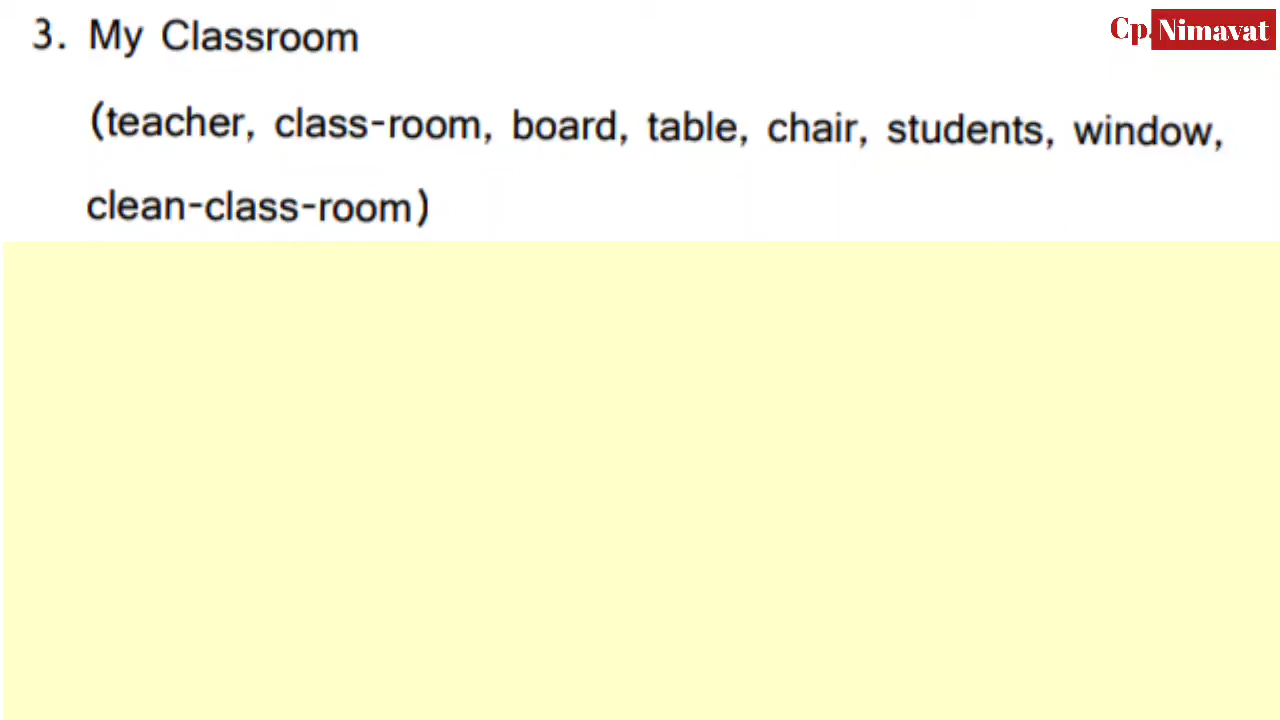 3. My Classroom
Cp. Nimavat
(teacher, class-room, board, table, chair, students, window,
clean-class-room)